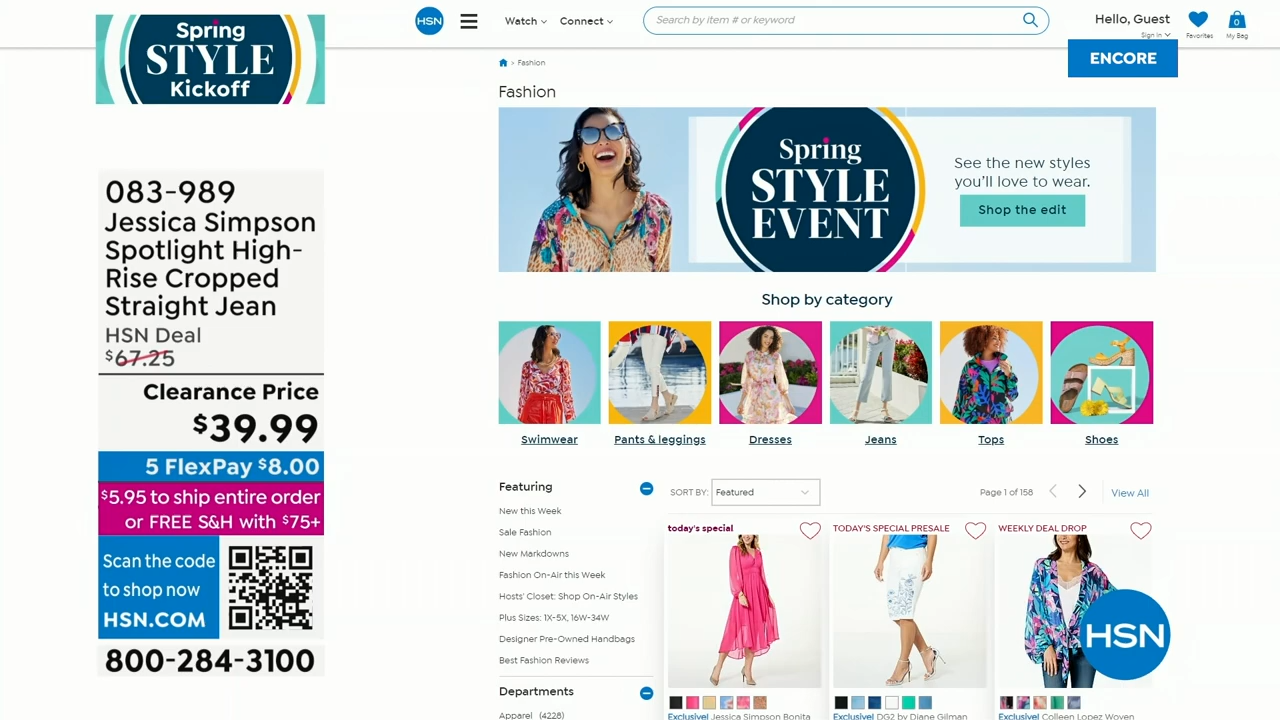 Spring
STYLE
Kickoff
083-989
Jessica Simpson
Spotlight High-
Rise Cropped
Straight Jean
HSN Deal
$67.25
Clearance Price
$39.99
5 FlexPay $8.00
$5.95 to ship entire order
or FREE S&H with $75+
Scan the code
to shop now
HSN.COM
800-284-3100
HSN
Watch
Connect
Search by item # or keyword
Hello, Guest
Sign in
Favorites
0
My Bag
ENCORE
> Fashion
Fashion
Spring
STYLE
EVENT
See the new styles
you'll love to wear.
Shop the edit
Shop by category
Swimwear
Pants & leggings
Dresses
Jeans
Tops
Shoes
Featuring
New this Week
Sale Fashion
New Markdowns
Fashion On-Air this Week
Hosts' Closet: Shop On-Air Styles
Plus Sizes: 1X-5X, 16W-34W
Designer Pre-Owned Handbags
Best Fashion Reviews
Departments
Apparel (4228)
SORT BY: Featured
Page 1 of 158
View All
today's special
TODAY'S SPECIAL PRESALE
WEEKLY DEAL DROP
Exclusive! Jessica Simpson Bonita
Exclusive! DG2 by Diane Gilman
Exclusive! Colleen Lopez Woven
HSN